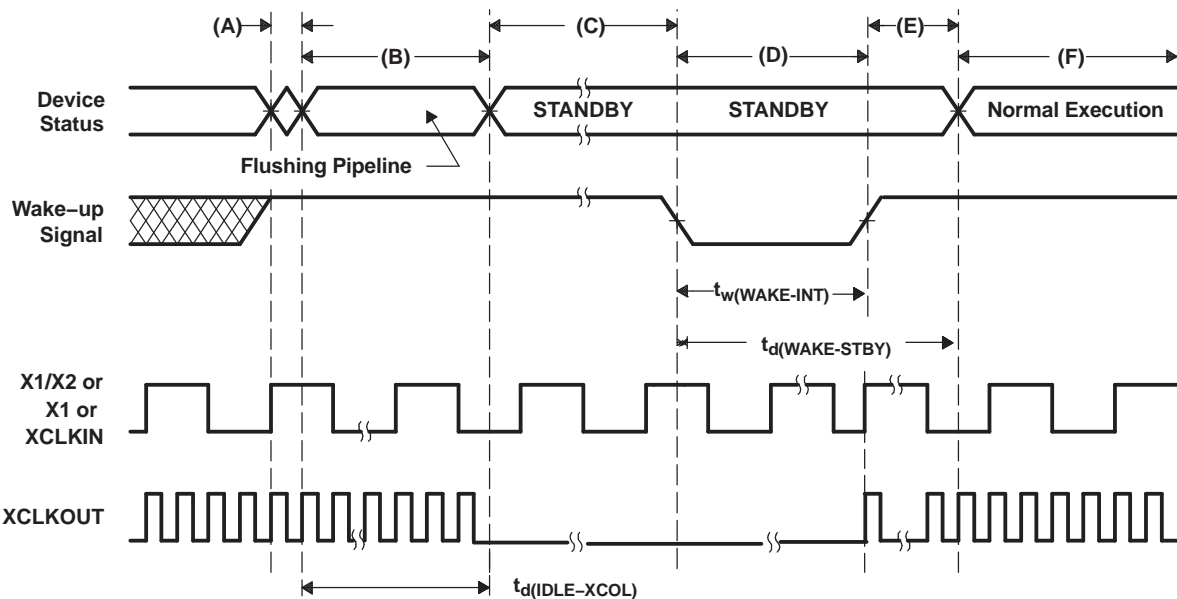 (A)
(C)
(E)
(B)
(D)
(F)
Device
Status
STANDBY
STANDBY
Normal Execution
Flushing Pipeline
Wake–up
Signal
tw(WAKE-INT)
td(WAKE-STBY)
X1/X2 or
X1 or
XCLKIN
XCLKOUT
td(IDLE–XCOL)